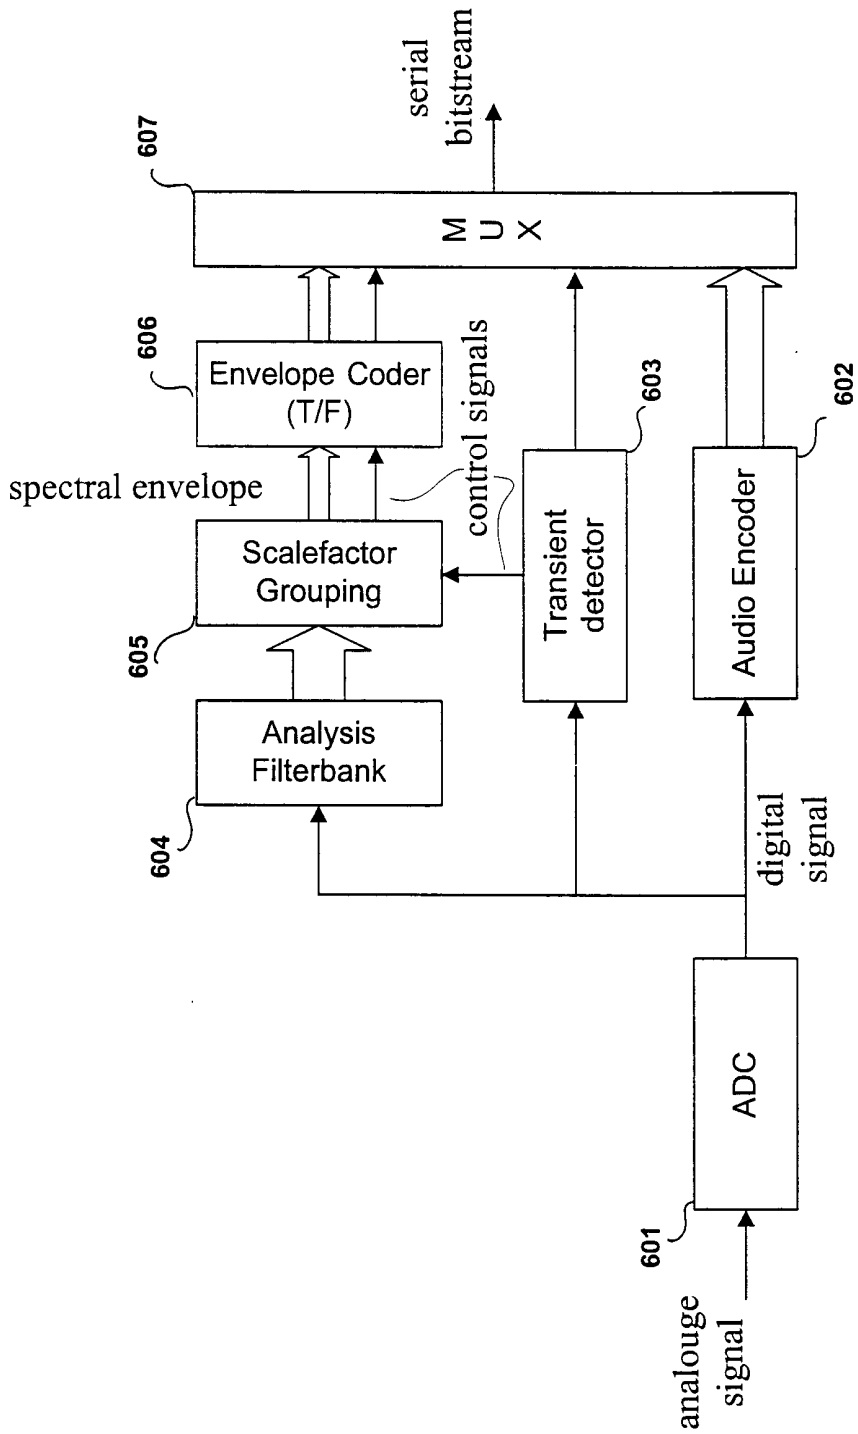 serial
bitstream
607
M
U
X
606
Envelope Coder
(T/F)
control signals
603
602
spectral envelope
Scalefactor
Grouping
605
Transient
detector
Audio Encoder
Analysis
Filterbank
604
digital
signal
ADC
601
analouge
signal